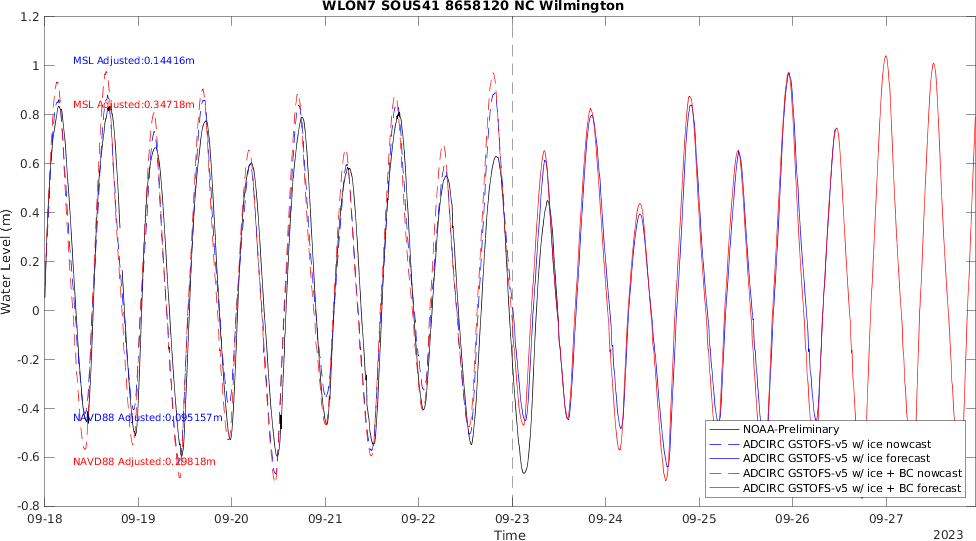 WLON7 SOUS41 8658120 NC Wilmington
1.2
1
0.8
0.6
0.4
0.2
0
-0.2
-0.4
-0.6
-0.8
Water Level (m)
MSL Adjusted:0.14416m
MSL Adjusted:0.34718m
NAVD88 Adjusted:0.095157m
NAVD88 Adjusted:0.29818m
NOAA-Preliminary
ADCIRC GSTOFS-v5 w/ ice nowcast
ADCIRC GSTOFS-v5 w/ ice forecast
ADCIRC GSTOFS-v5 w/ ice + BC nowcast
ADCIRC GSTOFS-v5 w/ ice + BC forecast
09-18 09-19 09-20 09-21 09-22 09-23 09-24 09-25 09-26 09-27
Time
2023